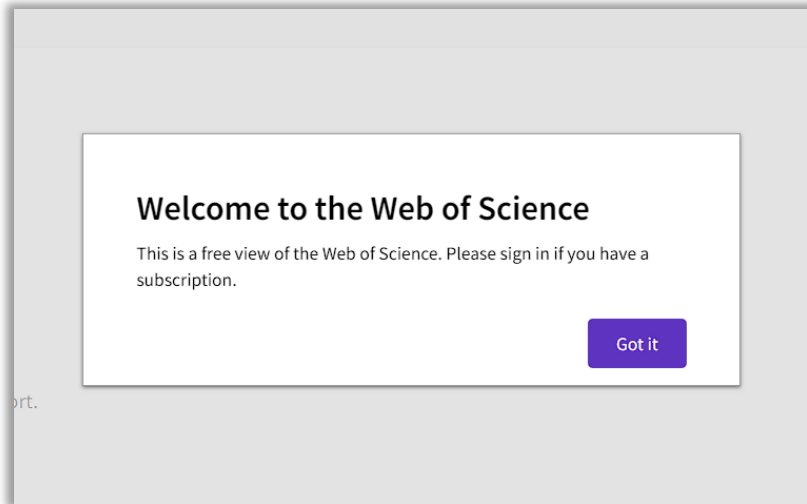 Welcome to the Web of Science
This is a free view of the Web of Science. Please sign in if you have a
subscription.
Got it